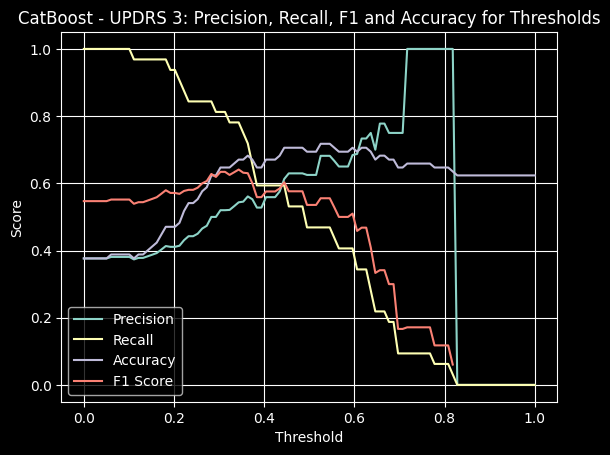 CatBoost - UPDRS 3: Precision, Recall, F1 and Accuracy for Thresholds
1.0
0.8
0.6
0.4
0.2
0.0
Score
Precision
Recall
Accuracy
F1 Score
0.0 0.2 0.4 0.6 0.8 1.0
Threshold